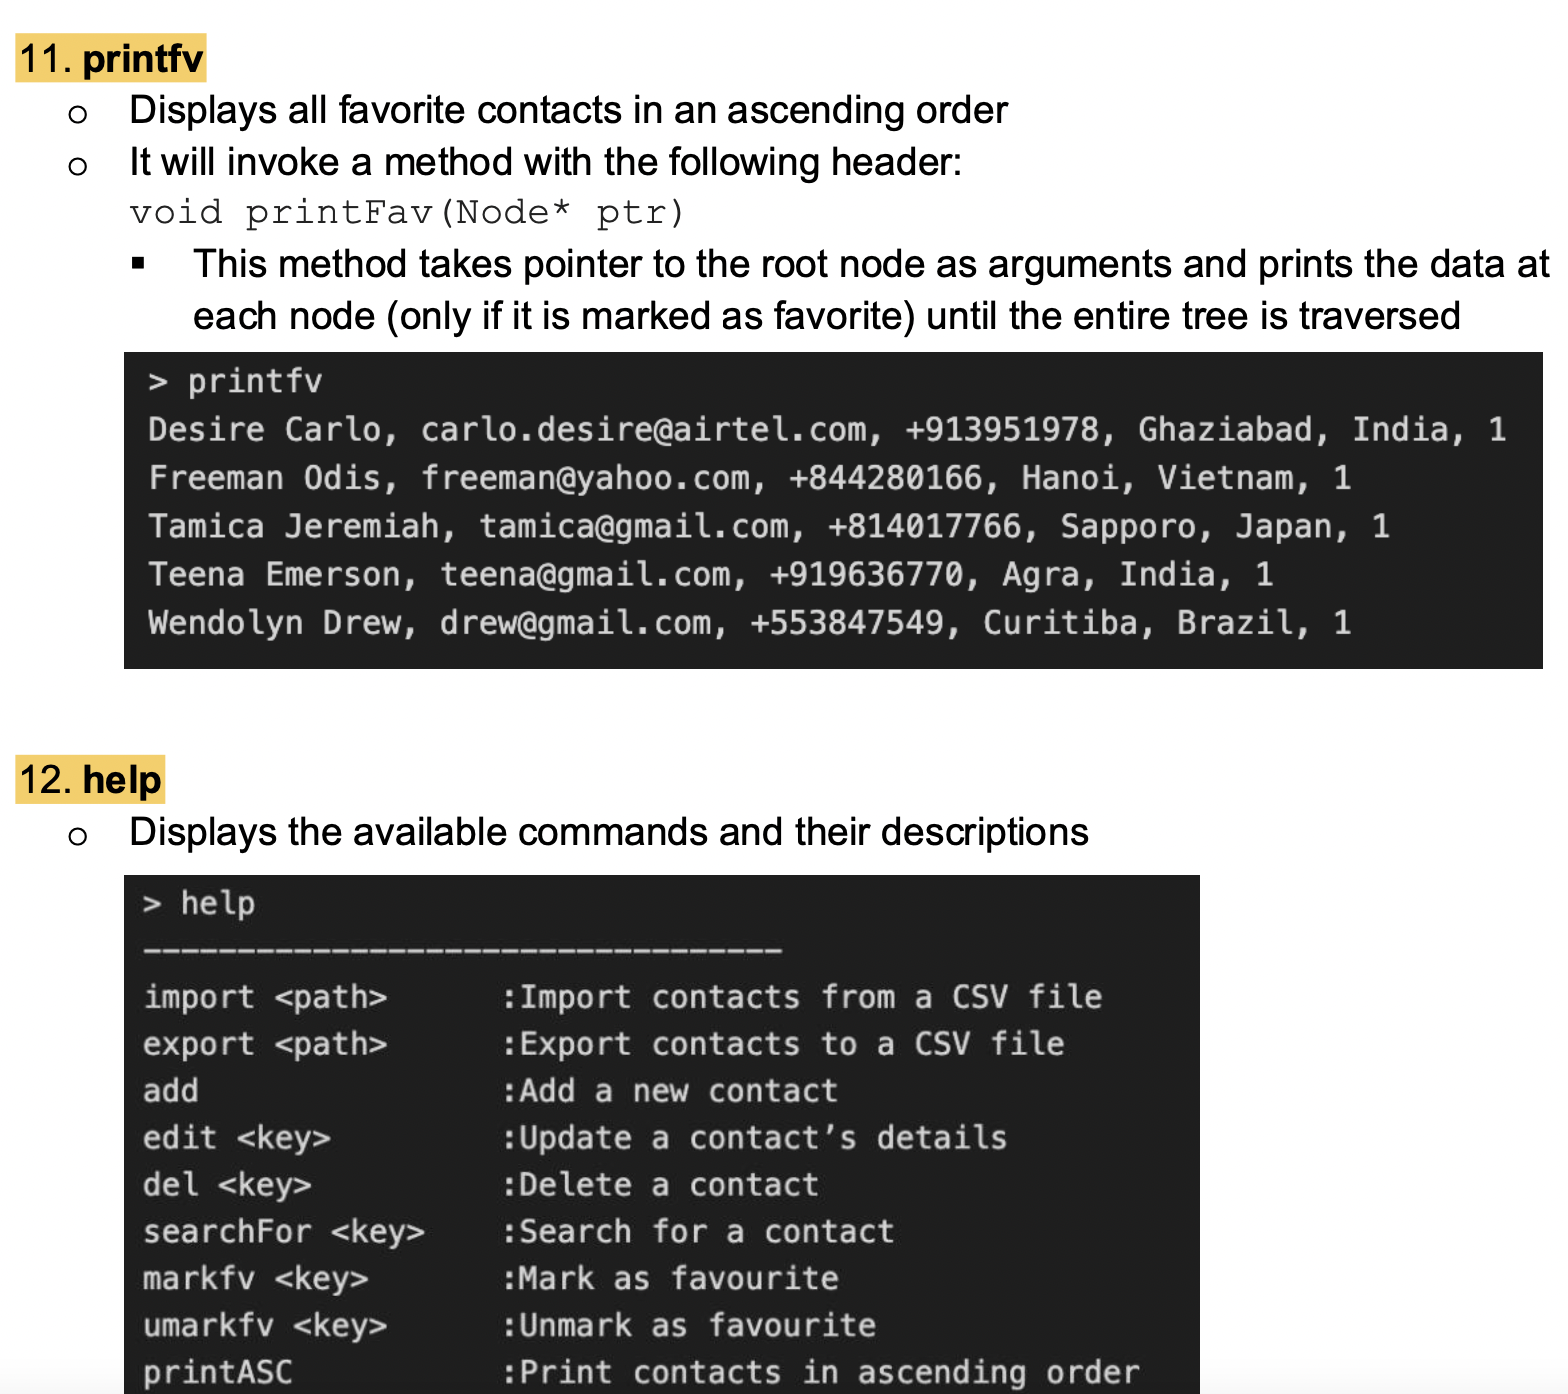 11. printfv
o Displays all favorite contacts in an ascending order
o It will invoke a method with the following header:
void printFav(Node* ptr)
▪ This method takes pointer to the root node as arguments and prints the data at
each node (only if it is marked as favorite) until the entire tree is traversed
> printfv
Desire Carlo, carlo.desire@airtel.com, +913951978, Ghaziabad, India, 1
Freeman Odis, freeman@yahoo.com, +844280166, Hanoi, Vietnam, 1
Tamica Jeremiah, tamica@gmail.com, +814017766, Sapporo, Japan, 1
Teena Emerson, teena@gmail.com, +919636770, Agra, India, 1
Wendolyn Drew, drew@gmail.com, +553847549, Curitiba, Brazil, 1
12. help
o Displays the available commands and their descriptions
> help
----------------------------------
import <path> :Import contacts from a CSV file
export <path> :Export contacts to a CSV file
add :Add a new contact
edit <key> :Update a contact’s details
del <key> :Delete a contact
searchFor <key> :Search for a contact
markfv <key> :Mark as favourite
umarkfv <key> :Unmark as favourite
printASC :Print contacts in ascending order